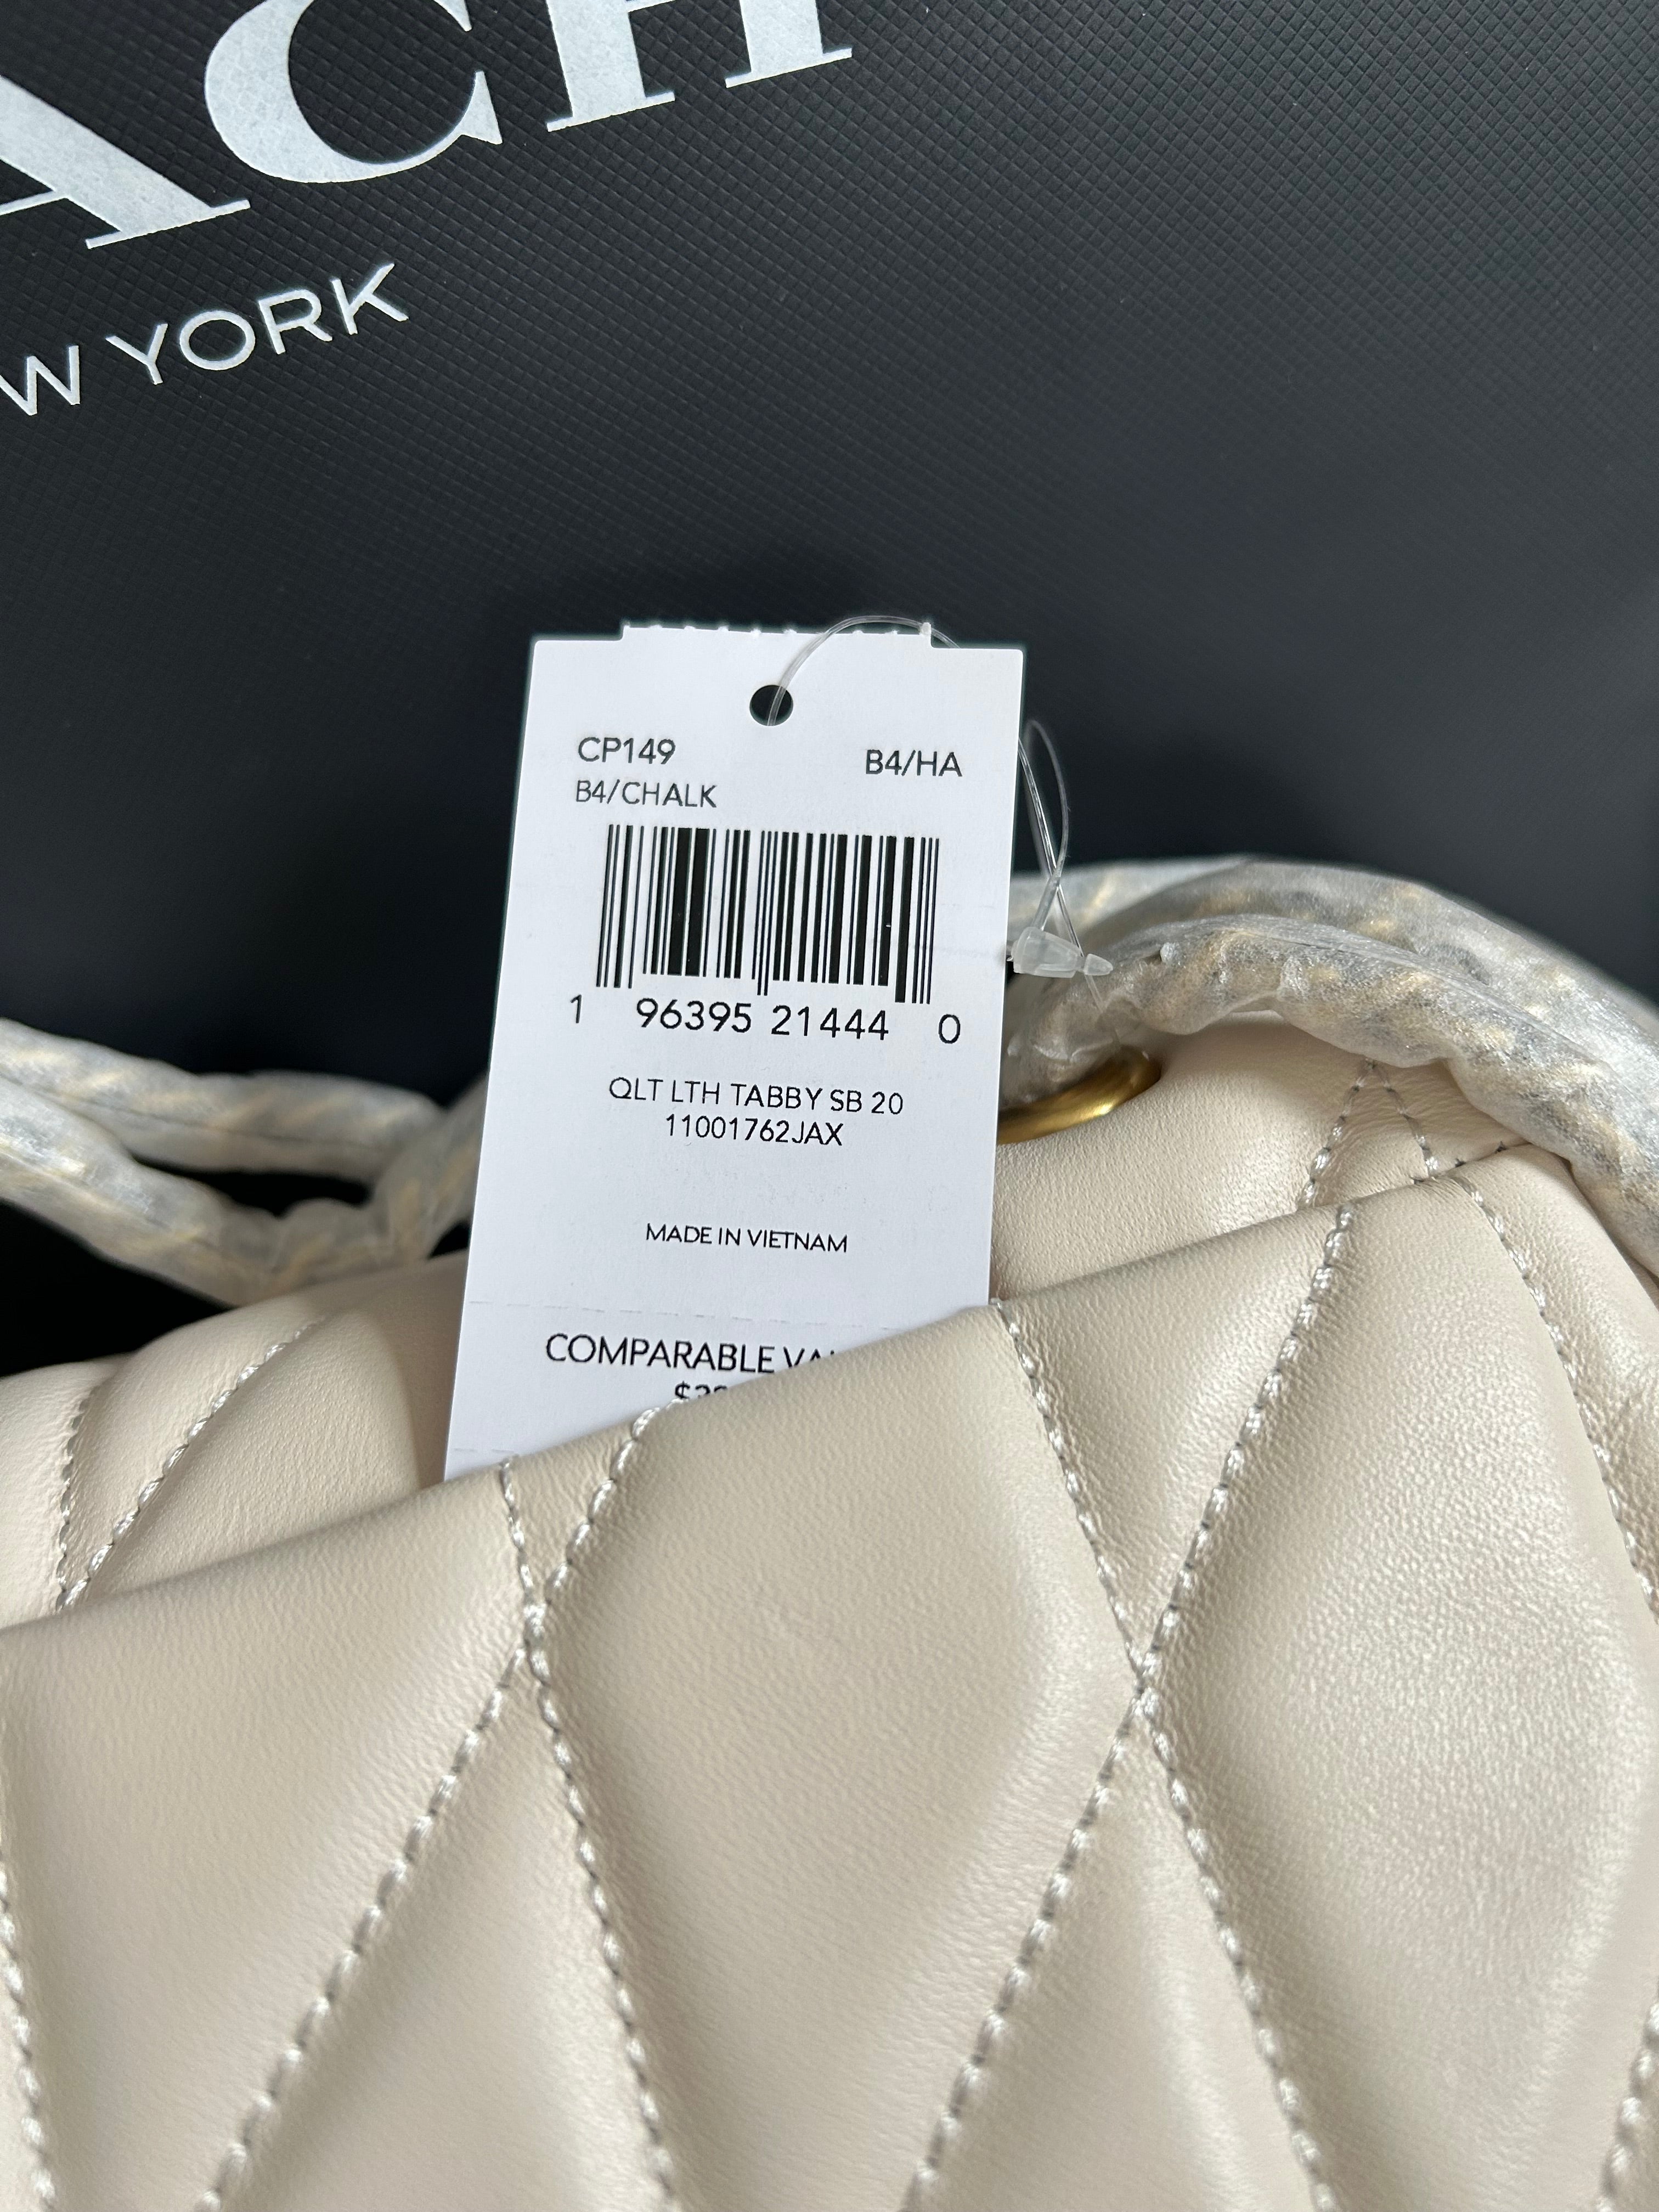 ACH
W YORK
CP149 B4/HA
B4/CHALK
1 96395 21444 0
QLT LTH TABBY SB 20
11001762JAX
MADE IN VIETNAM
COMPARABLE